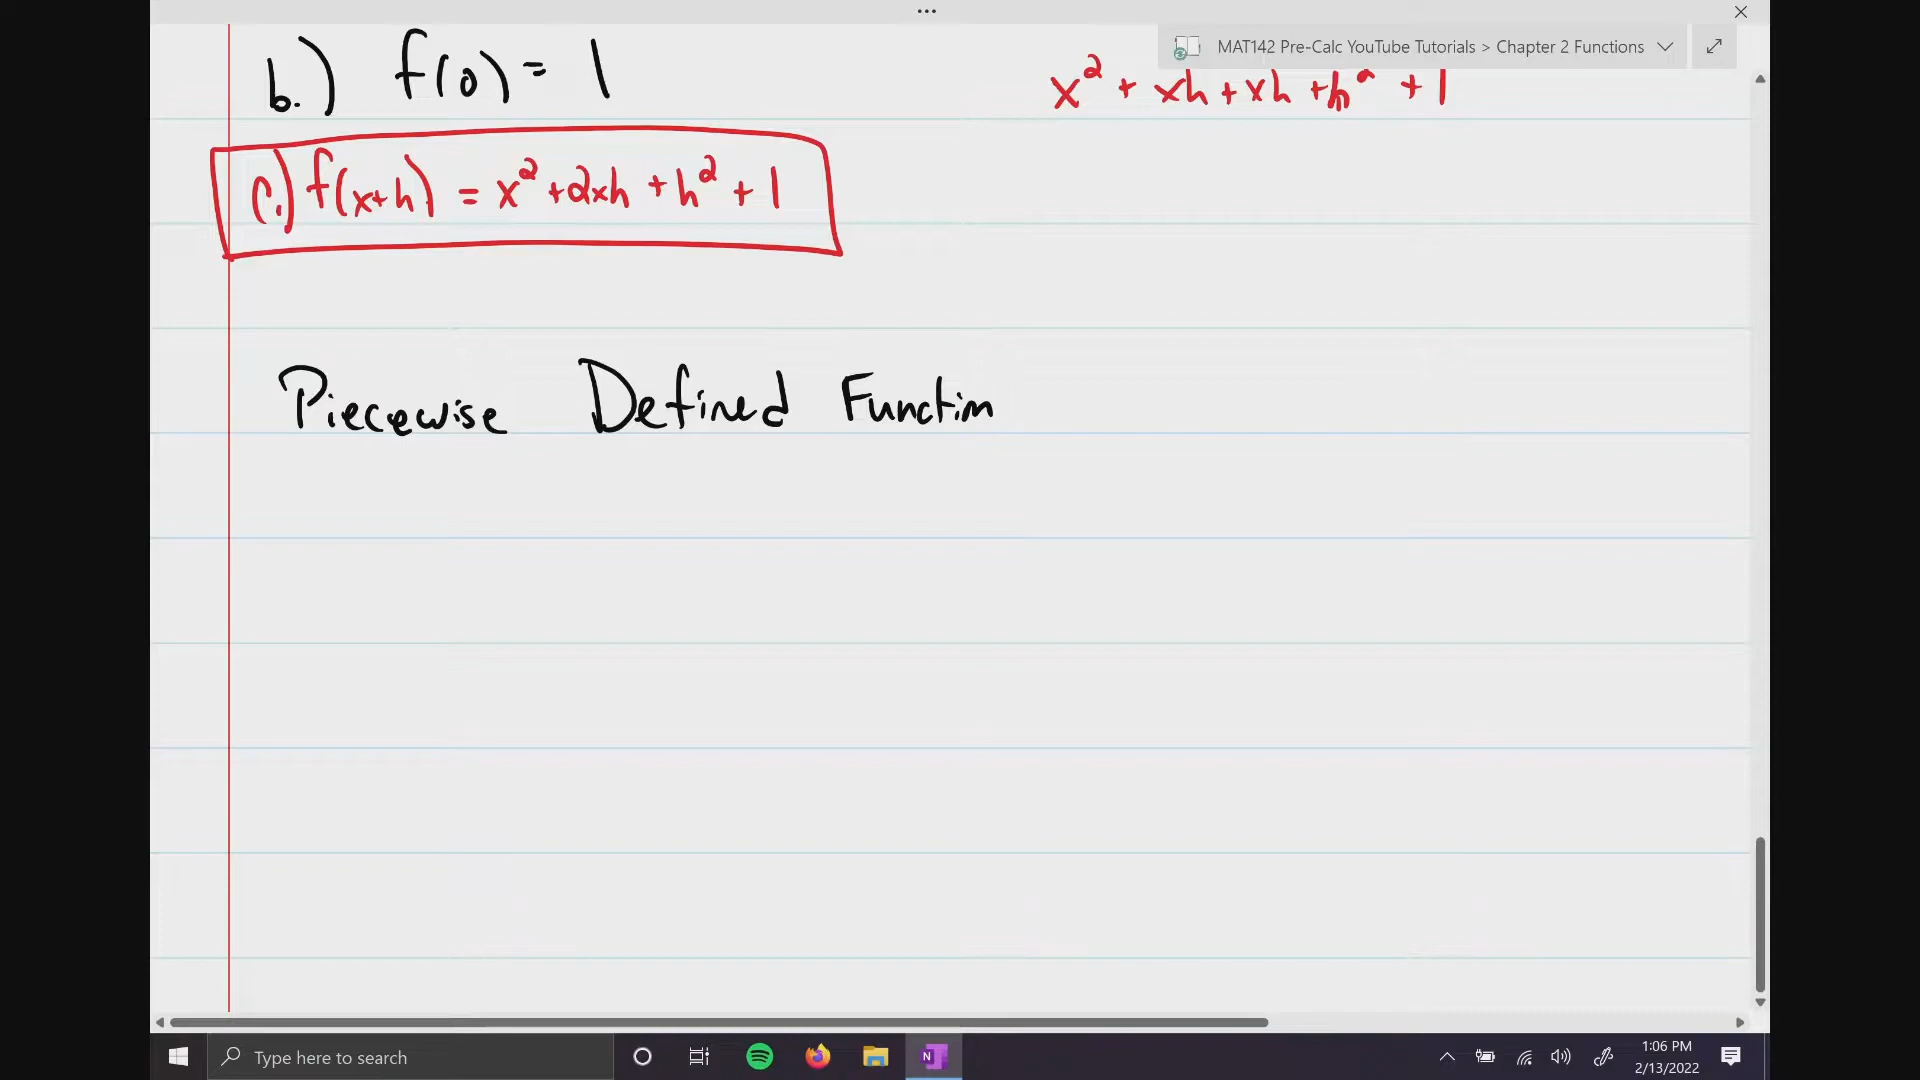 ...
MAT142 Pre-Calc YouTube Tutorials > Chapter 2 Functions
b.) f(0) = 1
x² + xh + xh + h² + 1
c.) f(x+h) = x² + 2xh + h² + 1
Piecewise Defined Function
Type here to search
N
1:06 PM
2/13/2022